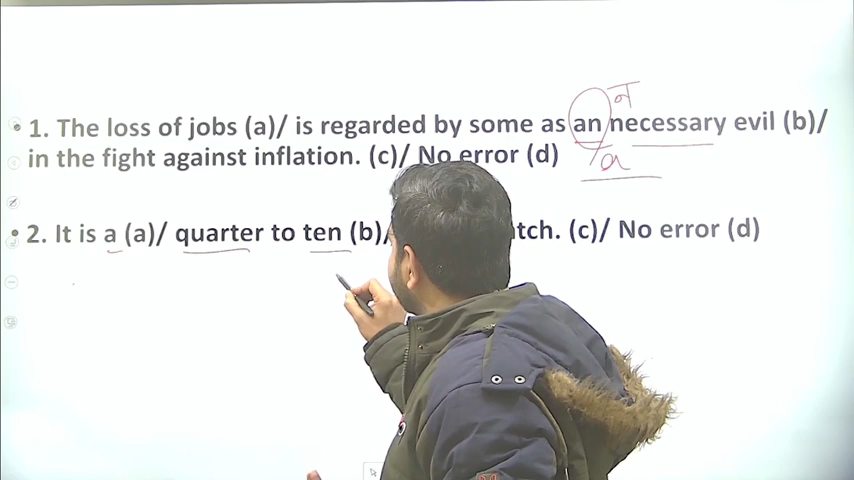 • 1. The loss of jobs (a)/ is regarded by some as an necessary evil (b)/
न
in the fight against inflation. (c)/ No error (d)
a
• 2. It is a (a)/ quarter to ten (b)/ tch. (c)/ No error (d)